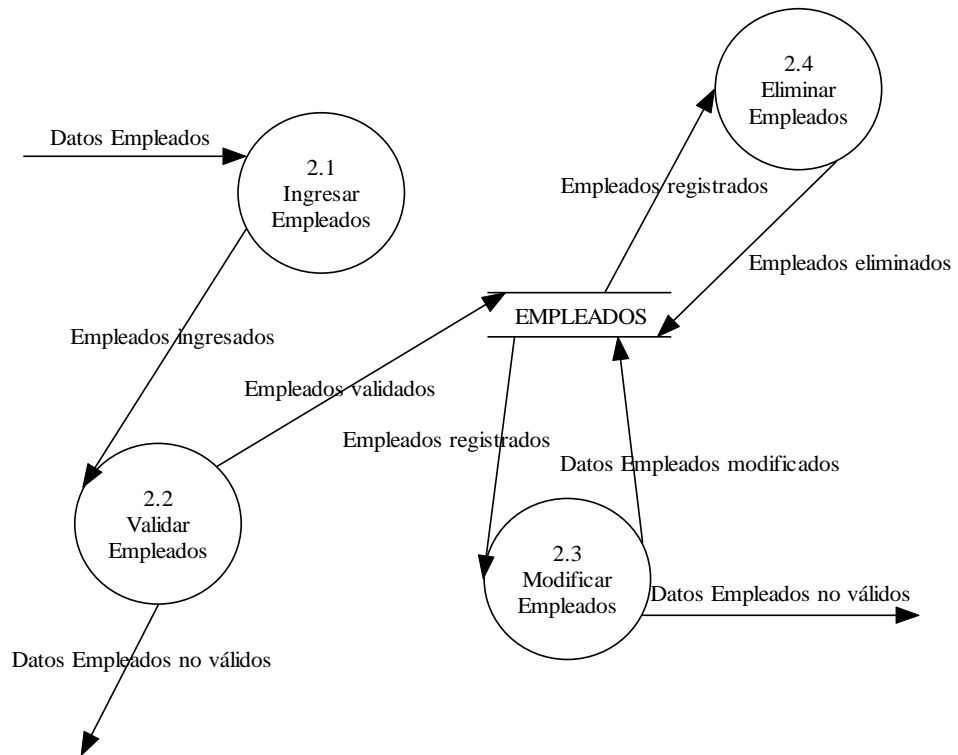 2.4
Eliminar
Empleados
Datos Empleados
2.1
Ingresar
Empleados
Empleados registrados
Empleados eliminados
EMPLEADOS
Empleados ingresados
Empleados validados
Empleados registrados
Datos Empleados modificados
2.2
Validar
Empleados
2.3
Modificar
Empleados
Datos Empleados no válidos
Datos Empleados no válidos